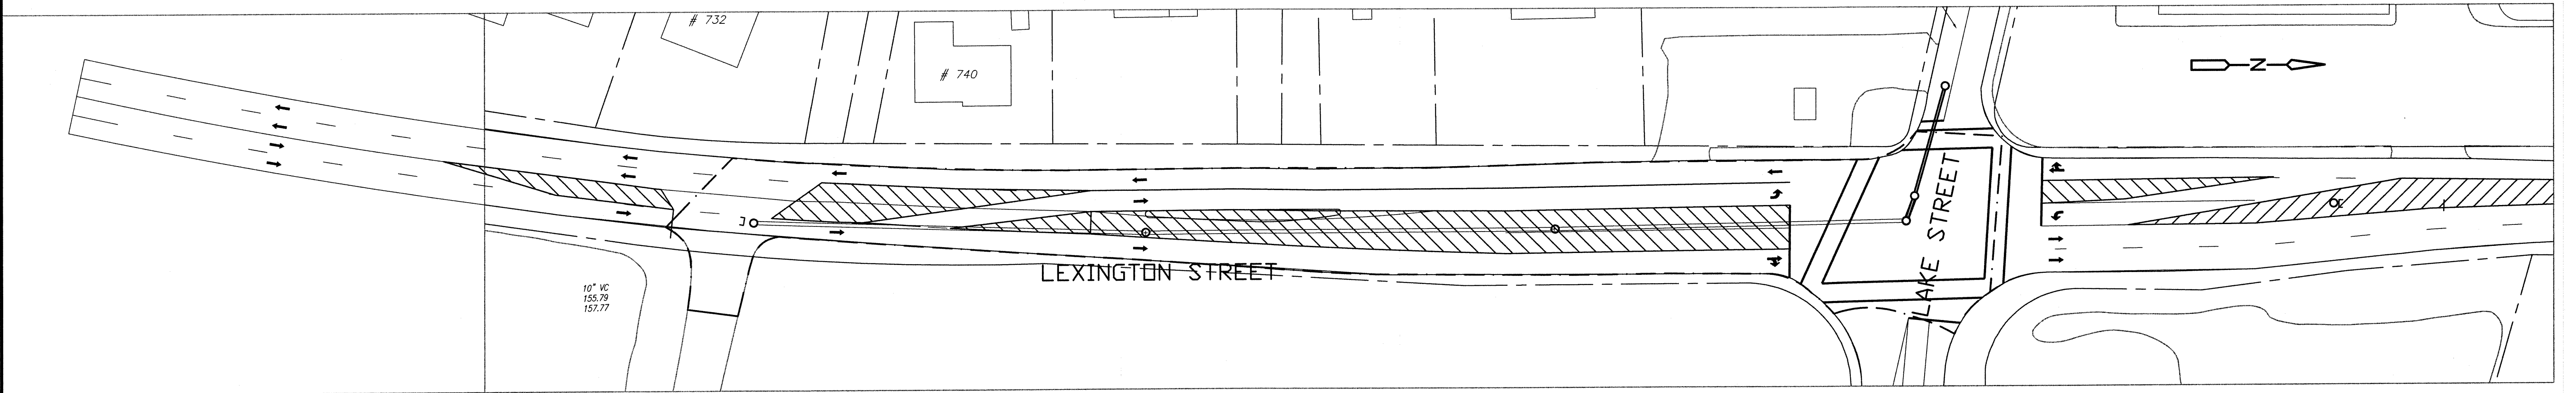 # 732
# 740
N
LAKE STREET
LEXINGTON STREET
10" VC
155.79
157.77